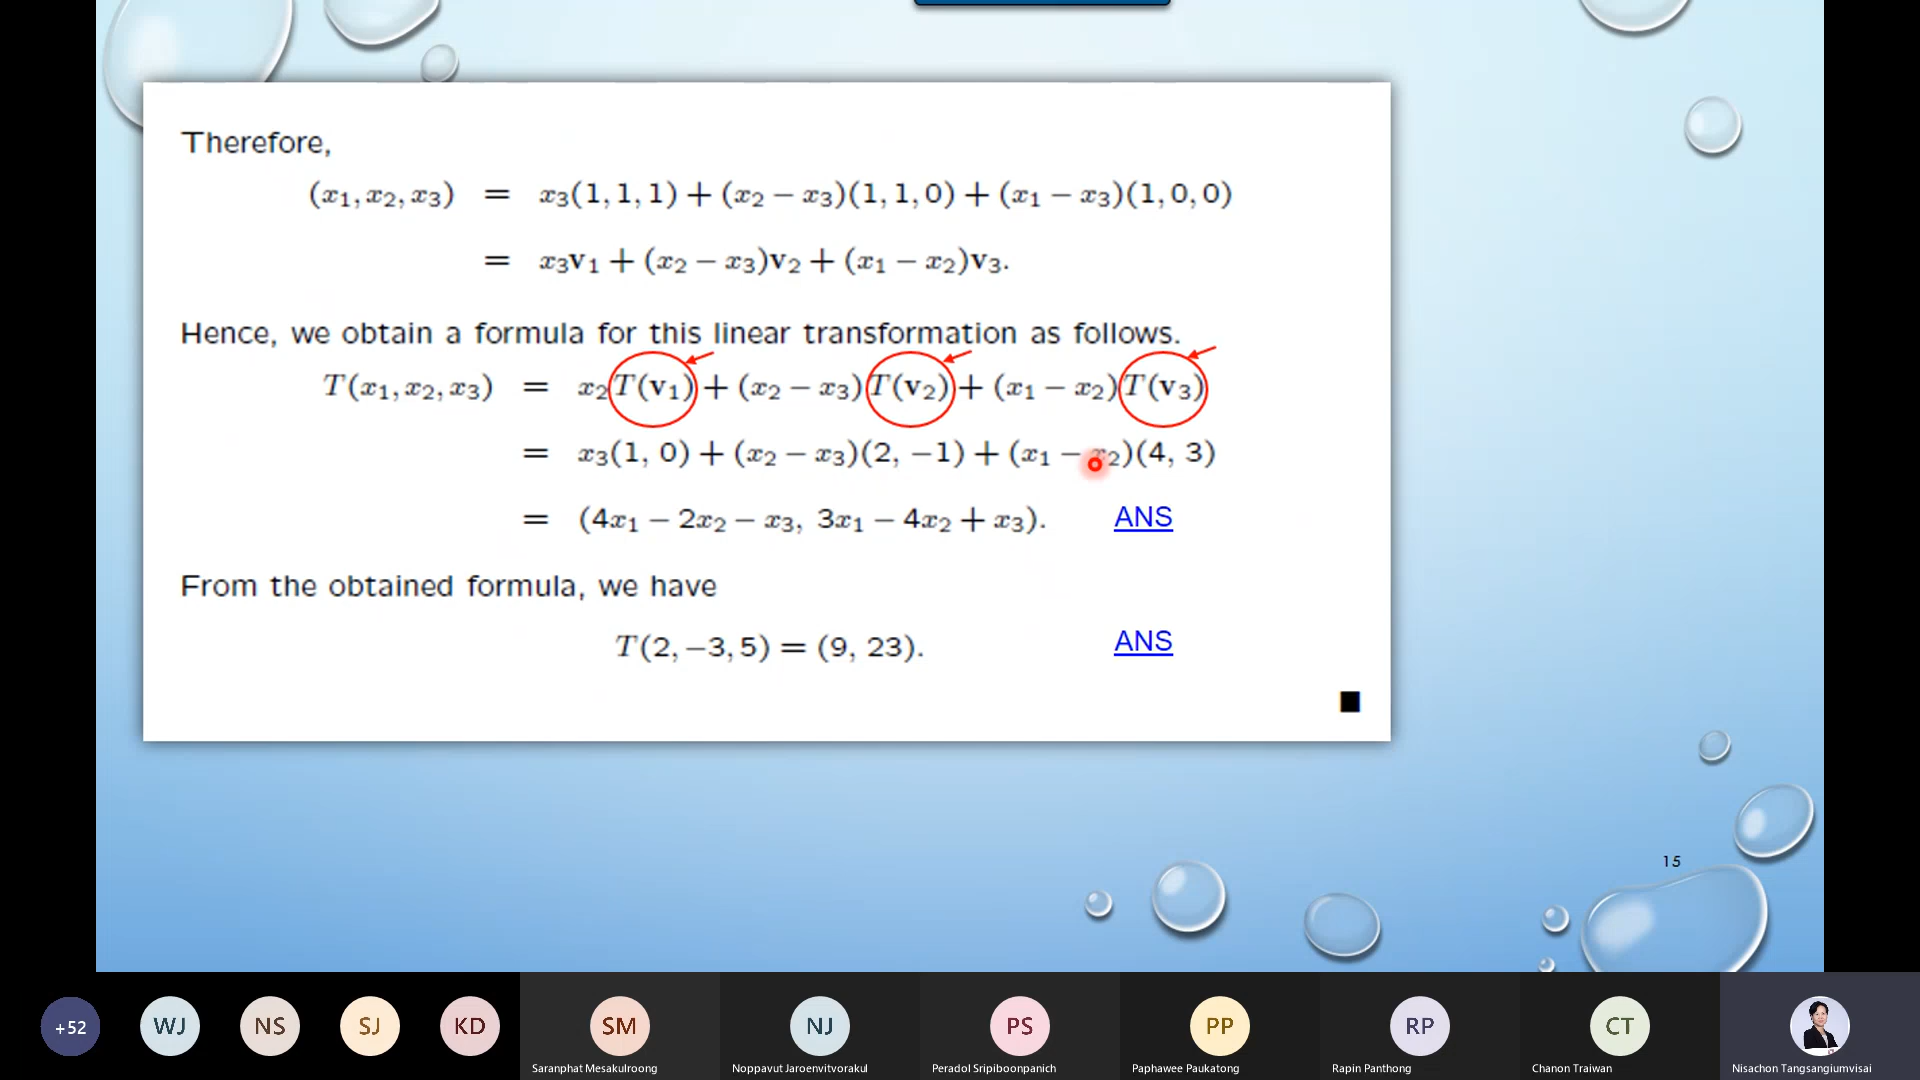 Therefore,
(x₁, x₂, x₃) = x₃(1, 1, 1) + (x₂ − x₃)(1, 1, 0) + (x₁ − x₃)(1, 0, 0)
= x₃v₁ + (x₂ − x₃)v₂ + (x₁ − x₂)v₃.
Hence, we obtain a formula for this linear transformation as follows.
T(x₁, x₂, x₃) = x₂T(v₁) + (x₂ − x₃)T(v₂) + (x₁ − x₂)T(v₃)
= x₃(1, 0) + (x₂ − x₃)(2, −1) + (x₁ − x₂)(4, 3)
= (4x₁ − 2x₂ − x₃, 3x₁ − 4x₂ + x₃). ANS
From the obtained formula, we have
T(2, −3, 5) = (9, 23). ANS
15
+52 WJ NS SJ KD SM NJ PS PP RP CT
Saranphat Mesakulroong Noppavut Jaroenvitvorakul Peradol Sripiboonpanich Paphawee Paukatong Rapin Panthong Chanon Traiwan Nisachon Tangsangiumvisai